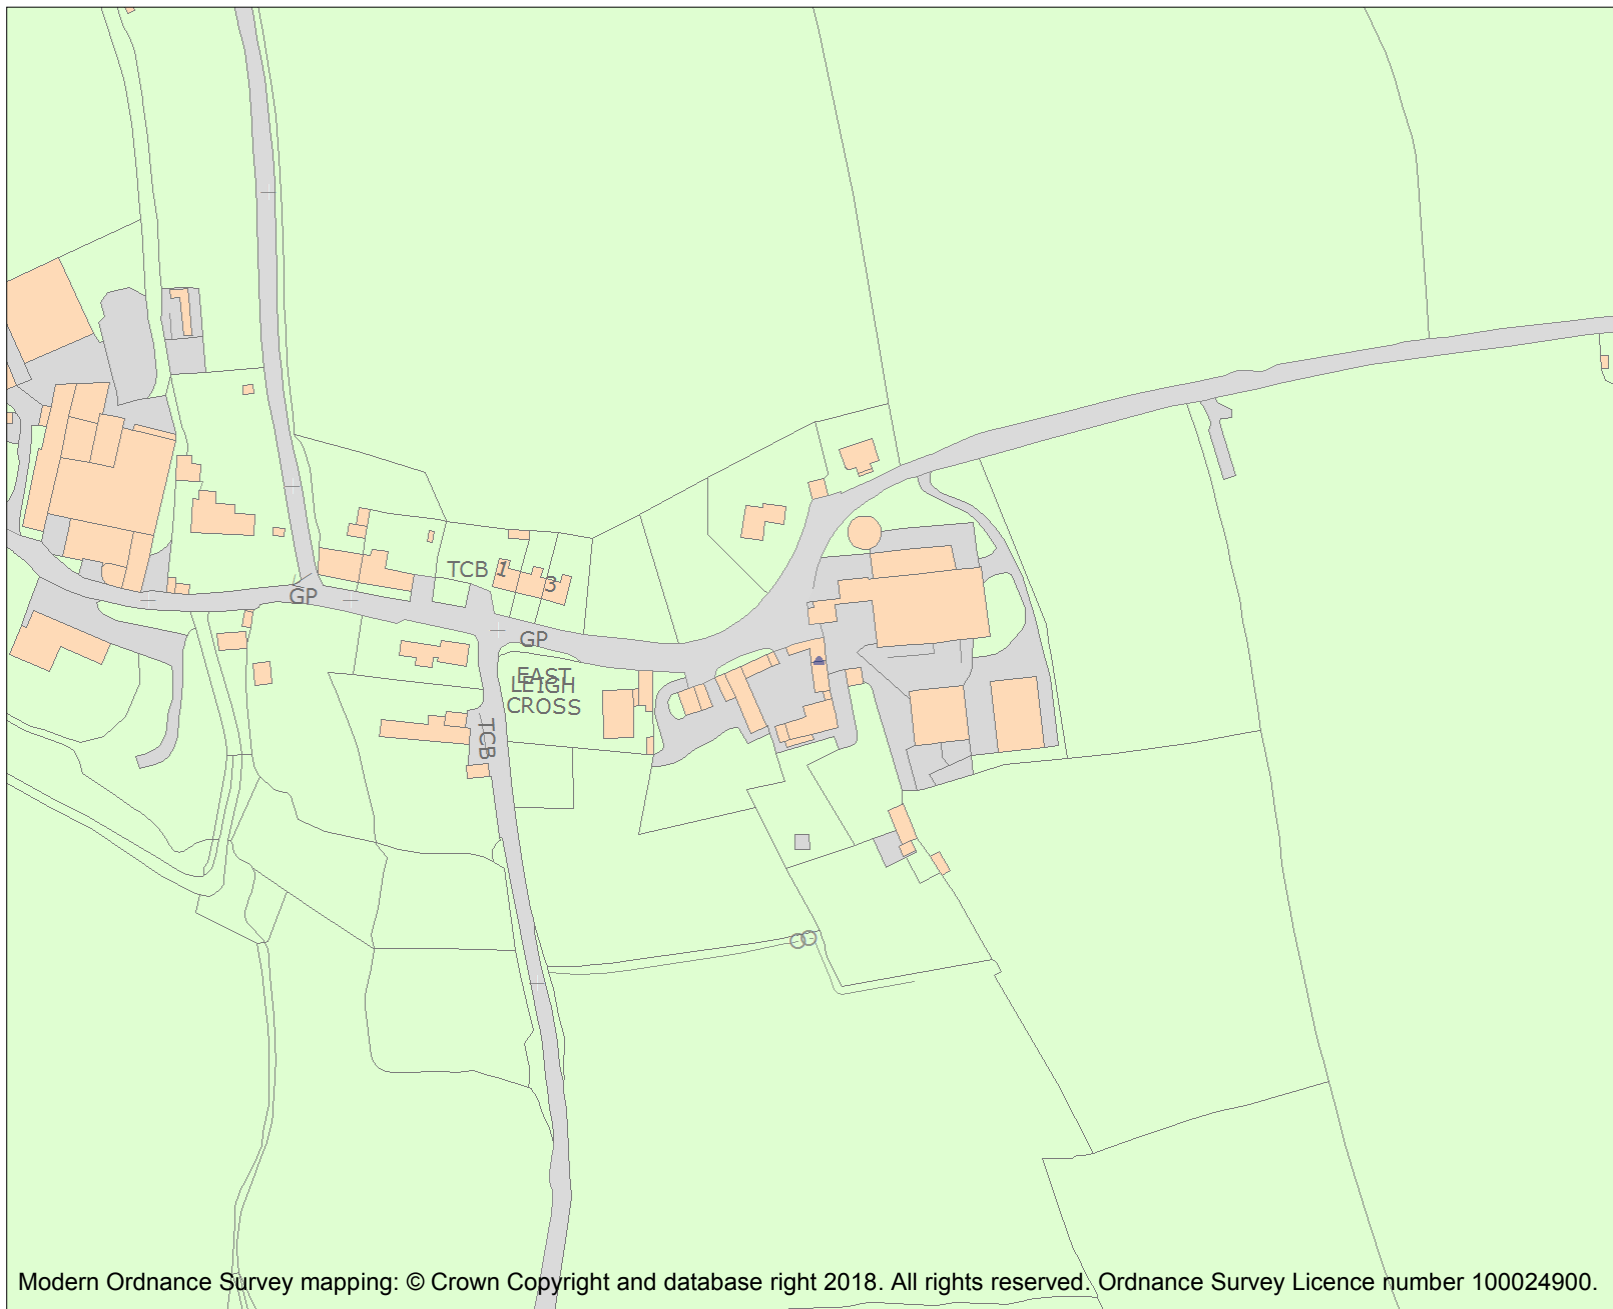 TCB 1
3
GP
GP
EAST
LEIGH
CROSS
TCB
Modern Ordnance Survey mapping: © Crown Copyright and database right 2018. All rights reserved. Ordnance Survey Licence number 100024900.